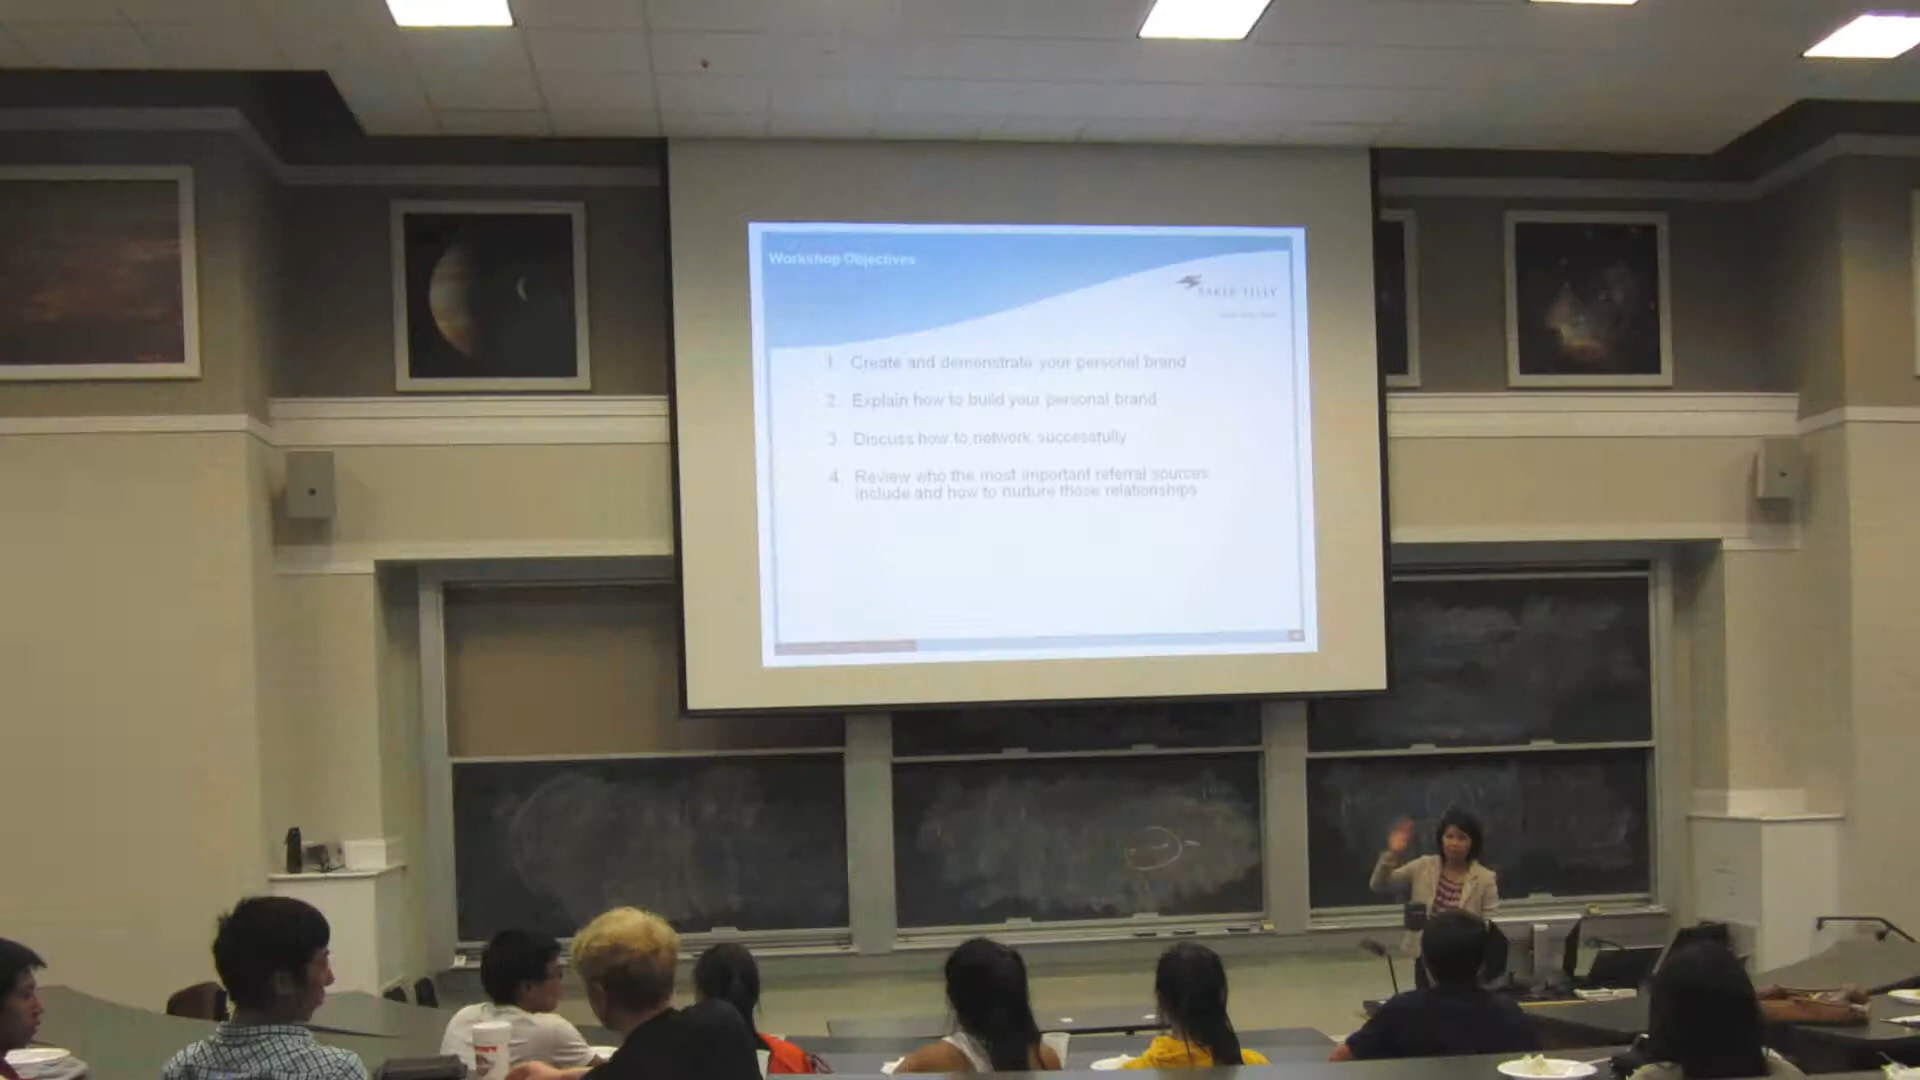 Workshop Objectives
BAKER TILLY
1. Create and demonstrate your personal brand
2. Explain how to build your personal brand
3. Discuss how to network successfully
4. Review who the most important referral sources
include and how to nurture those relationships